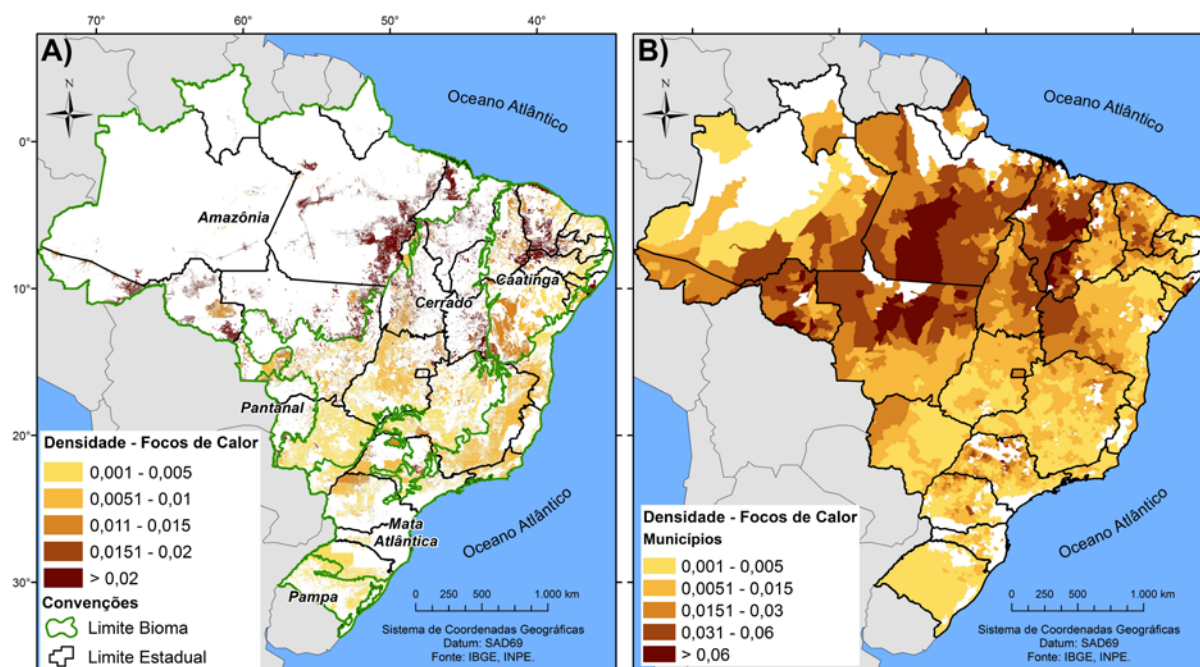 70°
60°
50°
40°
A)
N
Oceano Atlântico
0°
Amazônia
10°
Caatinga
Cerrado
Pantanal
20°
Mata
Atlântica
Oceano Atlântico
30°
Pampa
Densidade - Focos de Calor
0,001 - 0,005
0,0051 - 0,01
0,011 - 0,015
0,0151 - 0,02
> 0,02
Convenções
Limite Bioma
Limite Estadual
0 500 1.000 km
Sistema de Coordenadas Geográficas
Datum: SAD69
Fonte: IBGE, INPE.
B)
N
Oceano Atlântico
Oceano Atlântico
Densidade - Focos de Calor
Municípios
0,001 - 0,005
0,0051 - 0,015
0,0151 - 0,03
0,031 - 0,06
> 0,06
0 500 1.000 km
Sistema de Coordenadas Geográficas
Datum: SAD69
Fonte: IBGE, INPE.